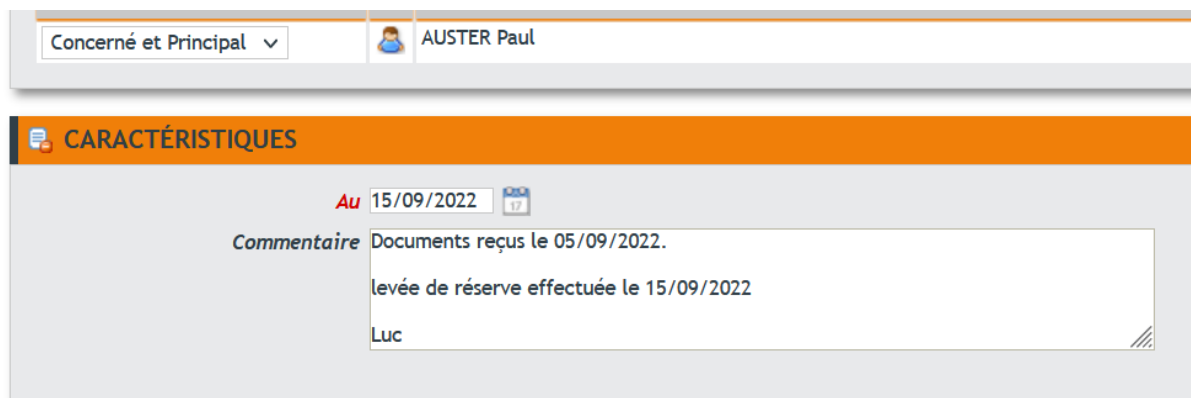 Concerné et Principal
AUSTER Paul
CARACTÉRISTIQUES
Au 15/09/2022
17
Commentaire Documents reçus le 05/09/2022.
levée de réserve effectuée le 15/09/2022
Luc